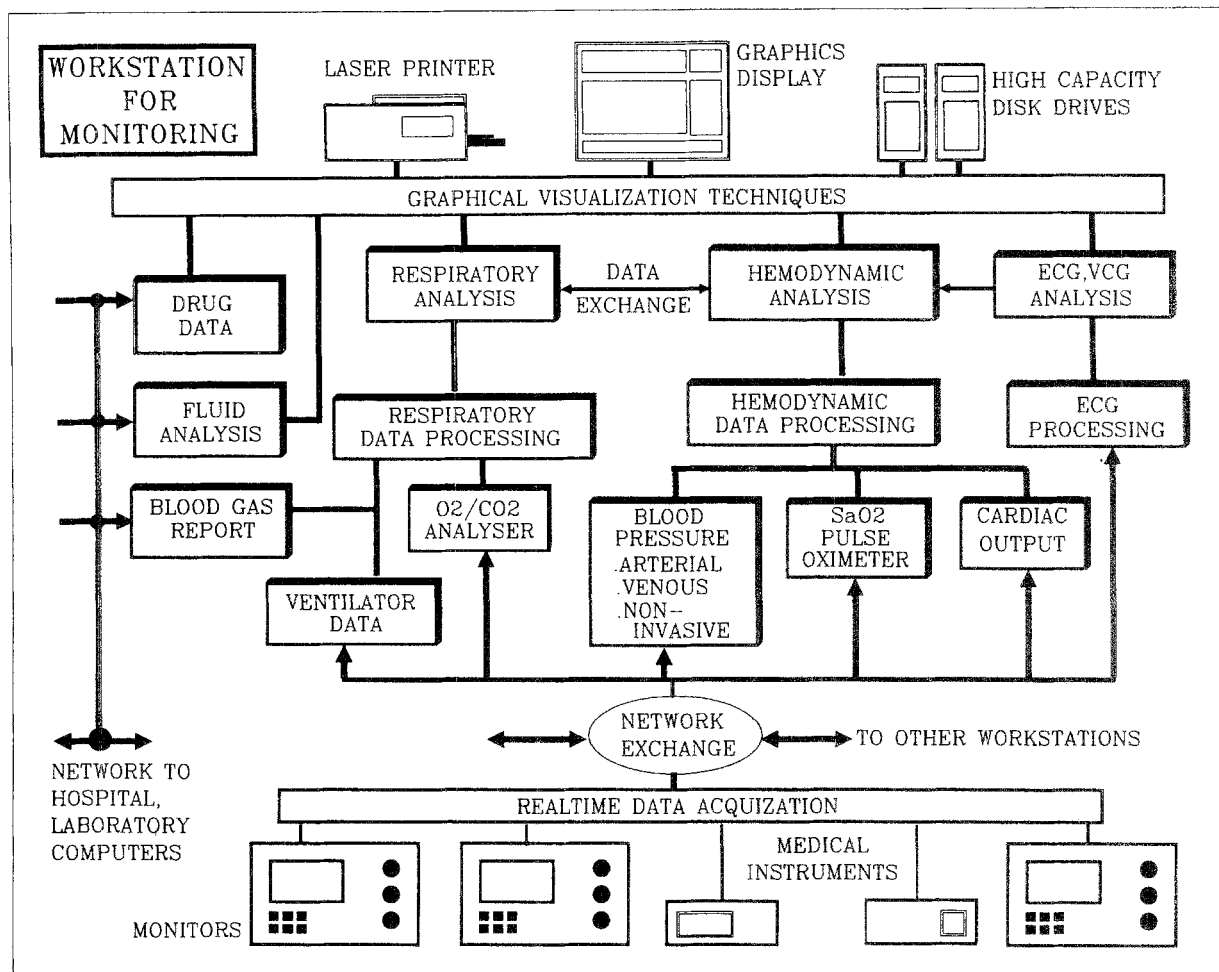 WORKSTATION
FOR
MONITORING
LASER PRINTER
GRAPHICS
DISPLAY
HIGH CAPACITY
DISK DRIVES
GRAPHICAL VISUALIZATION TECHNIQUES
DRUG
DATA
RESPIRATORY
ANALYSIS
DATA
EXCHANGE
HEMODYNAMIC
ANALYSIS
ECG,VCG
ANALYSIS
FLUID
ANALYSIS
RESPIRATORY
DATA PROCESSING
HEMODYNAMIC
DATA PROCESSING
ECG
PROCESSING
BLOOD GAS
REPORT
O2/CO2
ANALYSER
BLOOD
PRESSURE
.ARTERIAL
.VENOUS
.NON-
INVASIVE
SaO2
PULSE
OXIMETER
CARDIAC
OUTPUT
VENTILATOR
DATA
NETWORK
EXCHANGE
TO OTHER WORKSTATIONS
NETWORK TO
HOSPITAL,
LABORATORY
COMPUTERS
REALTIME DATA ACQUIZATION
MEDICAL
INSTRUMENTS
MONITORS